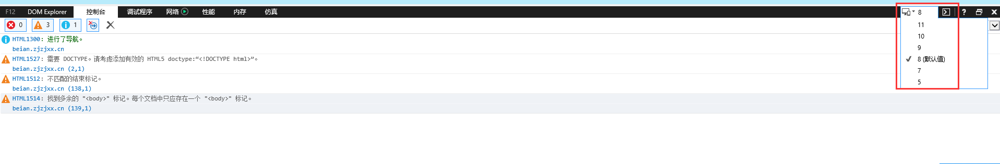 F12 DOM Explorer 控制台 调试程序 网络 性能 内存 仿真 8 ?
0 3 1
11
10
9
8 (默认值)
7
5
HTML1300: 进行了导航。
beian.zjzjxx.cn
HTML1527: 需要 DOCTYPE。请考虑添加有效的 HTML5 doctype:“<!DOCTYPE html>”。
beian.zjzjxx.cn (2,1)
HTML1512: 不匹配的结束标记。
beian.zjzjxx.cn (138,1)
HTML1514: 找到多余的 "<body>" 标记。每个文档中只应存在一个 "<body>" 标记。
beian.zjzjxx.cn (139,1)